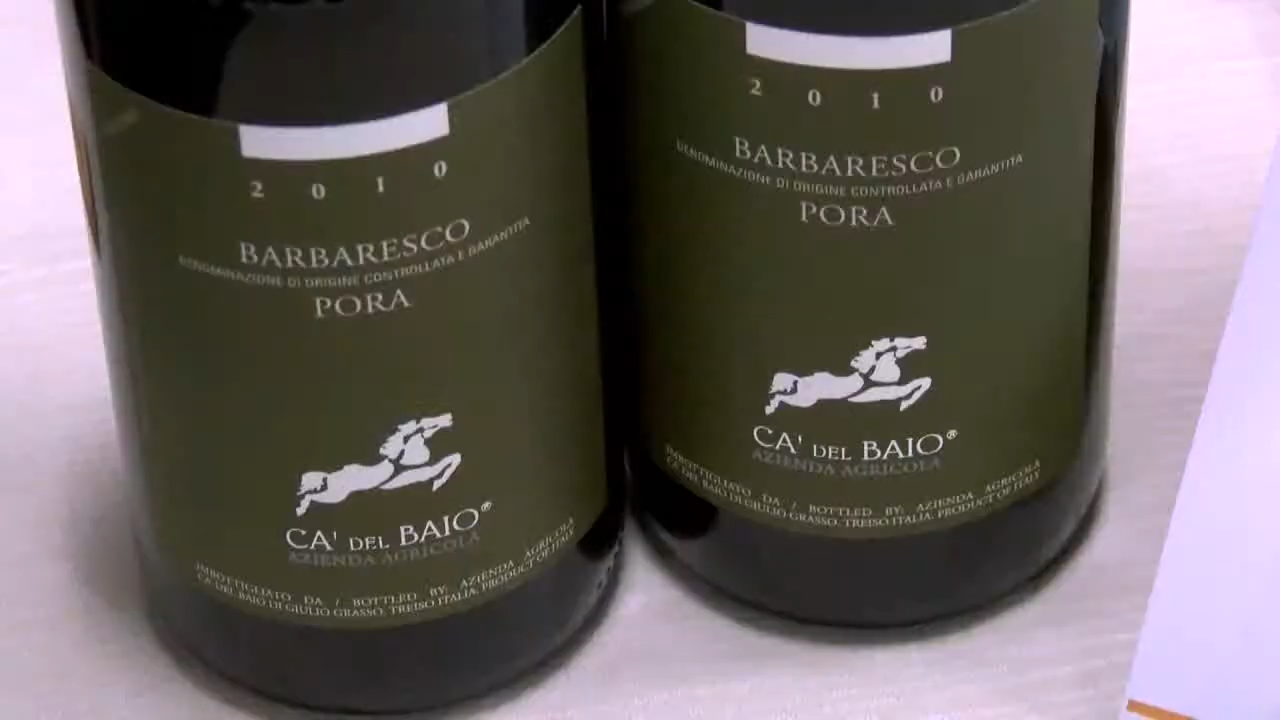 2010
BARBARESCO
DENOMINAZIONE DI ORIGINE CONTROLLATA E GARANTITA
PORA
CA' DEL BAIO®
AZIENDA AGRICOLA
IMBOTTIGLIATO DA / BOTTLED BY: AZIENDA AGRICOLA
CA' DEL BAIO DI GIULIO GRASSO, TREISO ITALIA. PRODUCT OF ITALY
2010
BARBARESCO
DENOMINAZIONE DI ORIGINE CONTROLLATA E GARANTITA
PORA
CA' DEL BAIO®
AZIENDA AGRICOLA
IMBOTTIGLIATO DA / BOTTLED BY: AZIENDA AGRICOLA
CA' DEL BAIO DI GIULIO GRASSO, TREISO ITALIA. PRODUCT OF ITALY